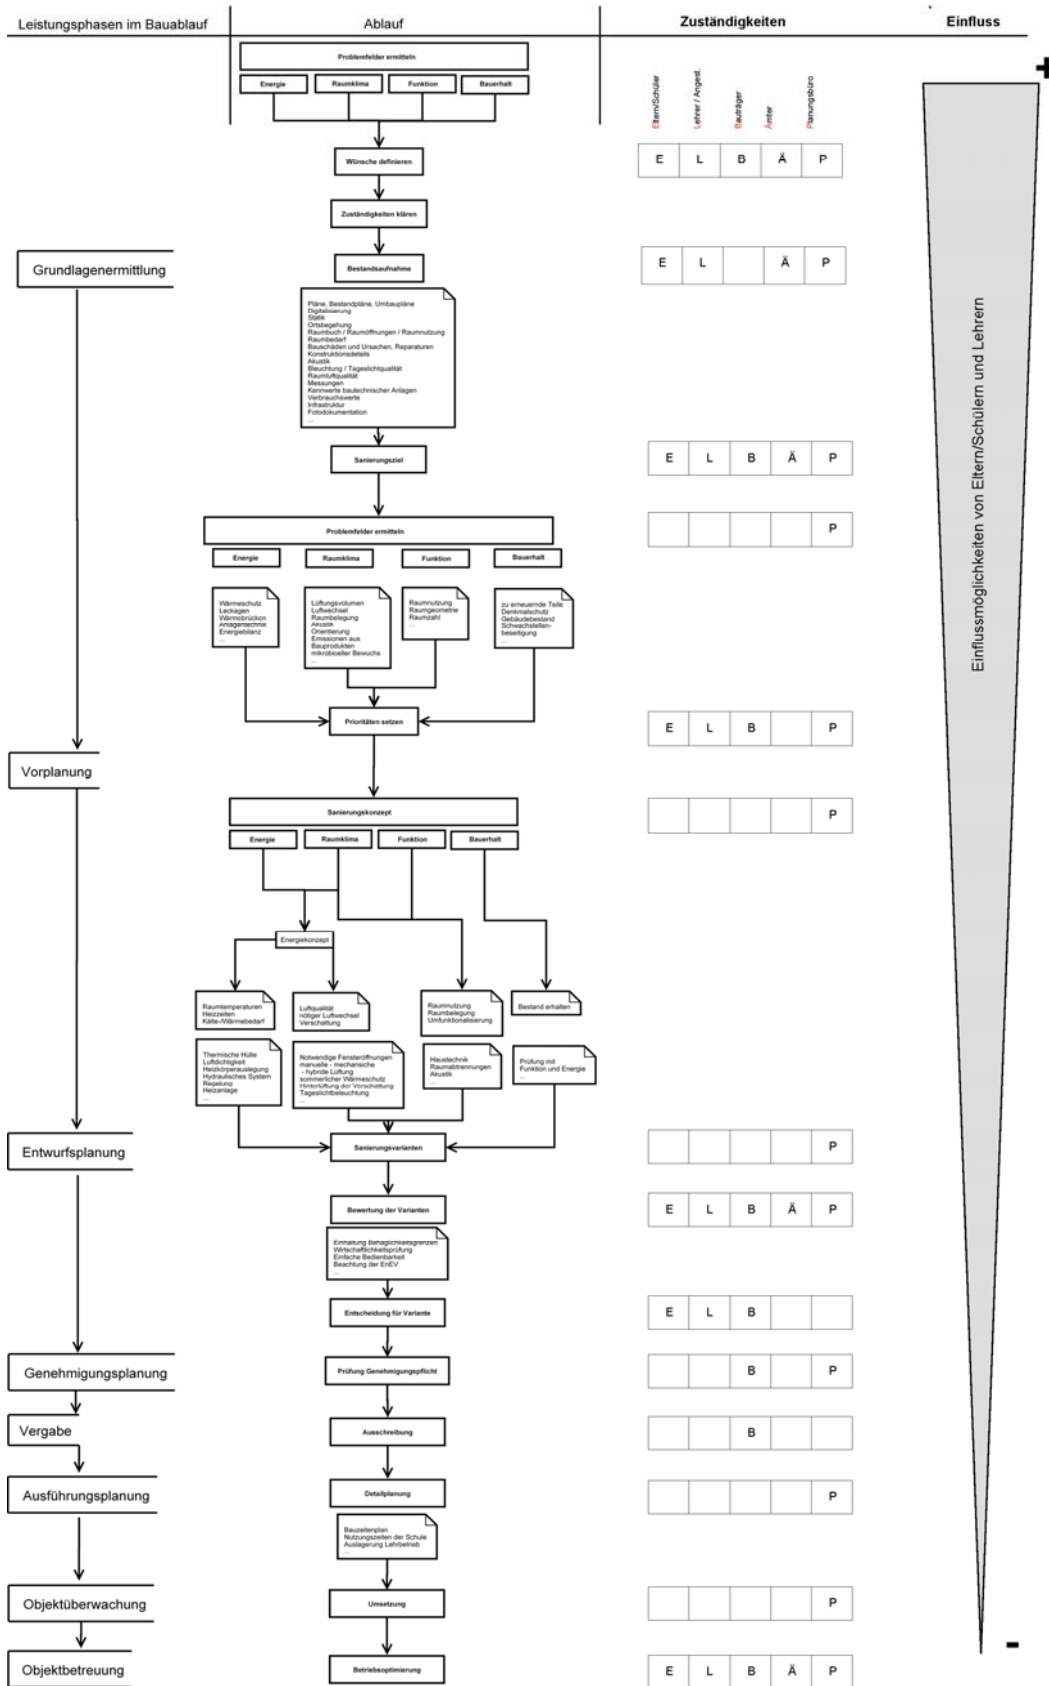 Leistungsphasen im Bauablauf
Ablauf
Zuständigkeiten
Einfluss
Problemfelder ermitteln
Energie
Raumklima
Funktion
Bauerhalt
Eltern/Schüler
Lehrer / Angest.
Bauträger
Ämter
Planungsbüro
+
Wünsche definieren
E L B Ä P
Zuständigkeiten klären
Grundlagenermittlung
Bestandsaufnahme
E L Ä P
Pläne, Bestandpläne, Umbaupläne
Digitalisierung
Statik
Ortsbegehung
Raumbuch / Raumöffnungen / Raumnutzung
Raumbedarf
Bauschäden und Ursachen, Reparaturen
Konstruktionsdetails
Akustik
Bleuchtung / Tageslichtqualität
Raumluftqualität
Messungen
Kennwerte bautechnischer Anlagen
Verbrauchswerte
Infrastruktur
Fotodokumentation
...
Einflussmöglichkeiten von Eltern/Schülern und Lehrern
Sanierungsziel
E L B Ä P
Problemfelder ermitteln
P
Energie
Raumklima
Funktion
Bauerhalt
Wärmeschutz
Leckagen
Wärmebrücken
Anlagentechnik
Energiebilanz
...
Lüftungsvolumen
Luftwechsel
Raumbelegung
Akustik
Orientierung
Emissionen aus
Bauprodukten
mikrobioeller Bewuchs
...
Raumnutzung
Raumgeometrie
Raumzahl
...
zu erneuernde Teile
Denkmalschutz
Gebäudebestand
Schwachstellen-
beseitigung
...
Prioritäten setzen
E L B P
Vorplanung
Sanierungskonzept
P
Energie
Raumklima
Funktion
Bauerhalt
Energiekonzept
Raumtemperaturen
Heizzeiten
Kälte-/Wärmebedarf
Luftqualität
nötiger Luftwechsel
Verschattung
Raumnutzung
Raumbelegung
Umfunktionalisierung
Bestand erhalten
Thermische Hülle
Luftdichtigkeit
Heizkörperauslegung
Hydraulisches System
Regelung
Heizanlage
...
Notwendige Fensteröffnungen
manuelle - mechansiche
- hybride Lüftung
sommerlicher Wärmeschutz
Hinterlüftung der Verschattung
Tageslichtbeleuchtung
...
Haustechnik
Raumabtrennungen
Akustik
...
Prüfung mit
Funktion und Energie
...
Entwurfsplanung
Sanierungsvarianten
P
Bewertung der Varianten
E L B Ä P
Einhaltung Behaglichkeitsgrenzen
Wirtschaftlichkeitsprüfung
Einfache Bedienbarkeit
Beachtung der EnEV
...
Entscheidung für Variante
E L B
Genehmigungsplanung
Prüfung Genehmigungspflicht
B P
Vergabe
Ausschreibung
B
Ausführungsplanung
Detailplanung
P
Bauzeitenplan
Nutzungszeiten der Schule
Auslagerung Lehrbetrieb
...
Objektüberwachung
Umsetzung
P
-
Objektbetreuung
Betriebsoptimierung
E L B Ä P